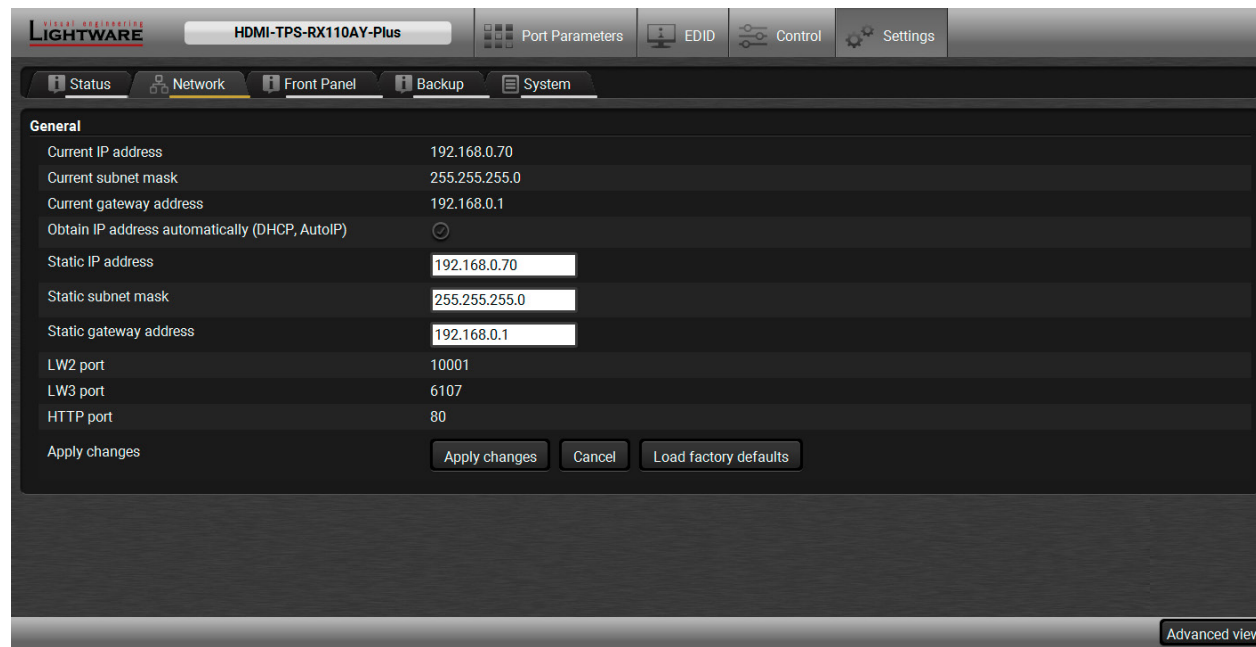 visual engineering
LIGHTWARE
HDMI-TPS-RX110AY-Plus
Port Parameters
EDID
Control
Settings
Status
Network
Front Panel
Backup
System
General
Current IP address 192.168.0.70
Current subnet mask 255.255.255.0
Current gateway address 192.168.0.1
Obtain IP address automatically (DHCP, AutoIP)
Static IP address 192.168.0.70
Static subnet mask 255.255.255.0
Static gateway address 192.168.0.1
LW2 port 10001
LW3 port 6107
HTTP port 80
Apply changes Apply changes Cancel Load factory defaults
Advanced view